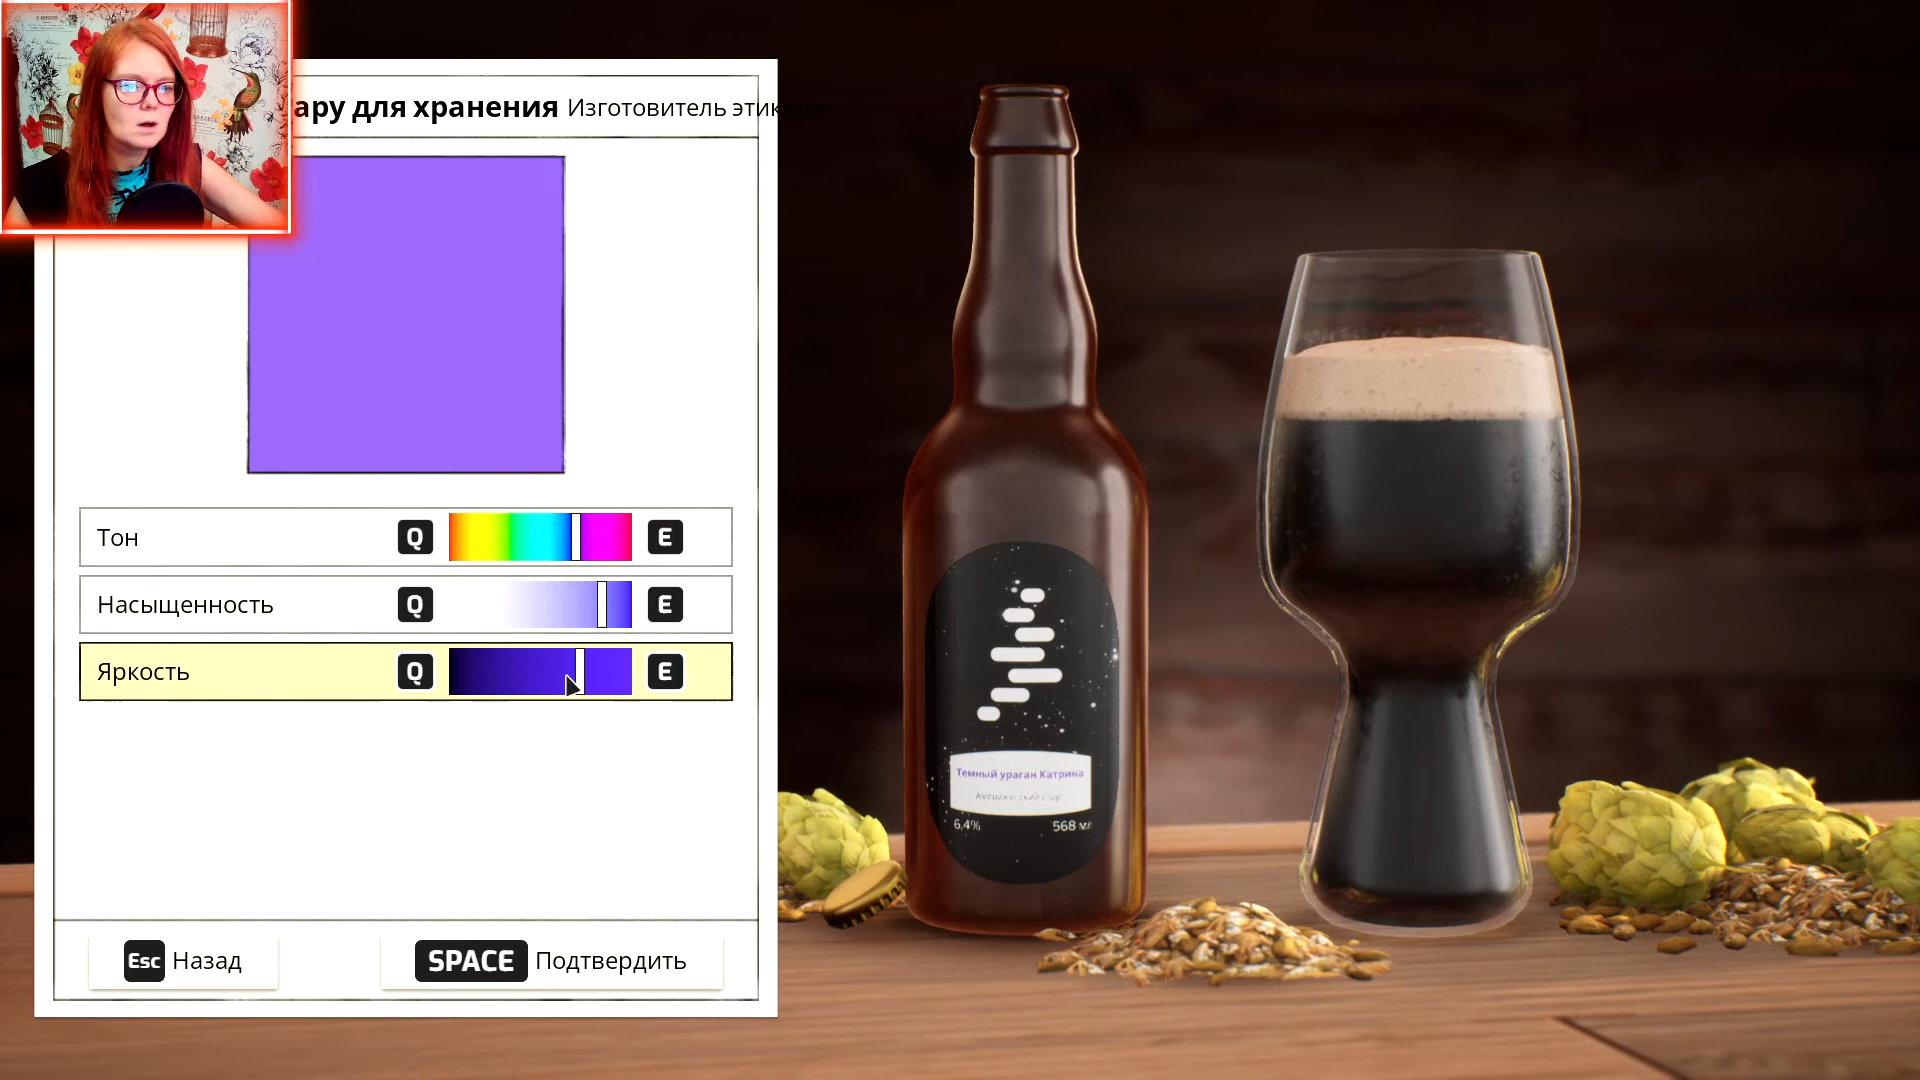 ару для хранения Изготовитель этик
Тон Q E
Насыщенность Q E
Яркость Q E
Esc Назад SPACE Подтвердить
Темный ураган Катрина
6.4% 568 мл